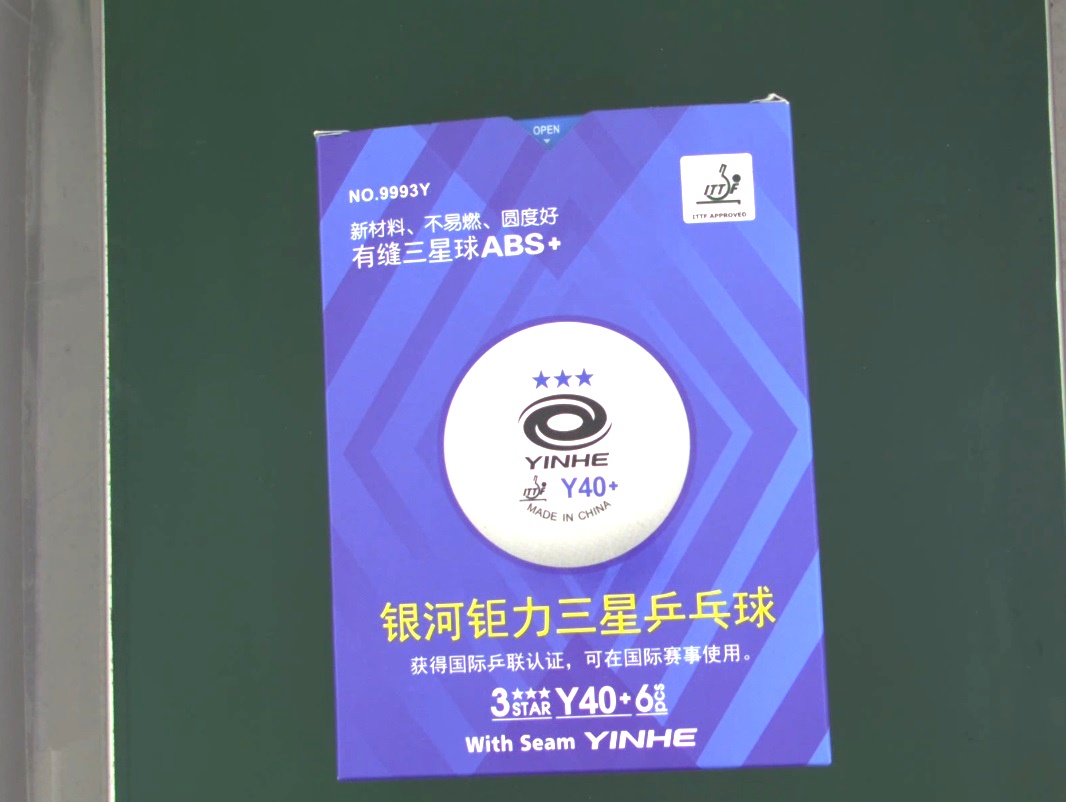 OPEN
NO.9993Y
ITTF
ITTF APPROVED
新材料、不易燃、圆度好
有缝三星球ABS+
YINHE
ITTF Y40+
MADE IN CHINA
银河钜力三星乒乓球
获得国际乒联认证，可在国际赛事使用。
3 STAR Y40+ 6 PCS
With Seam YINHE